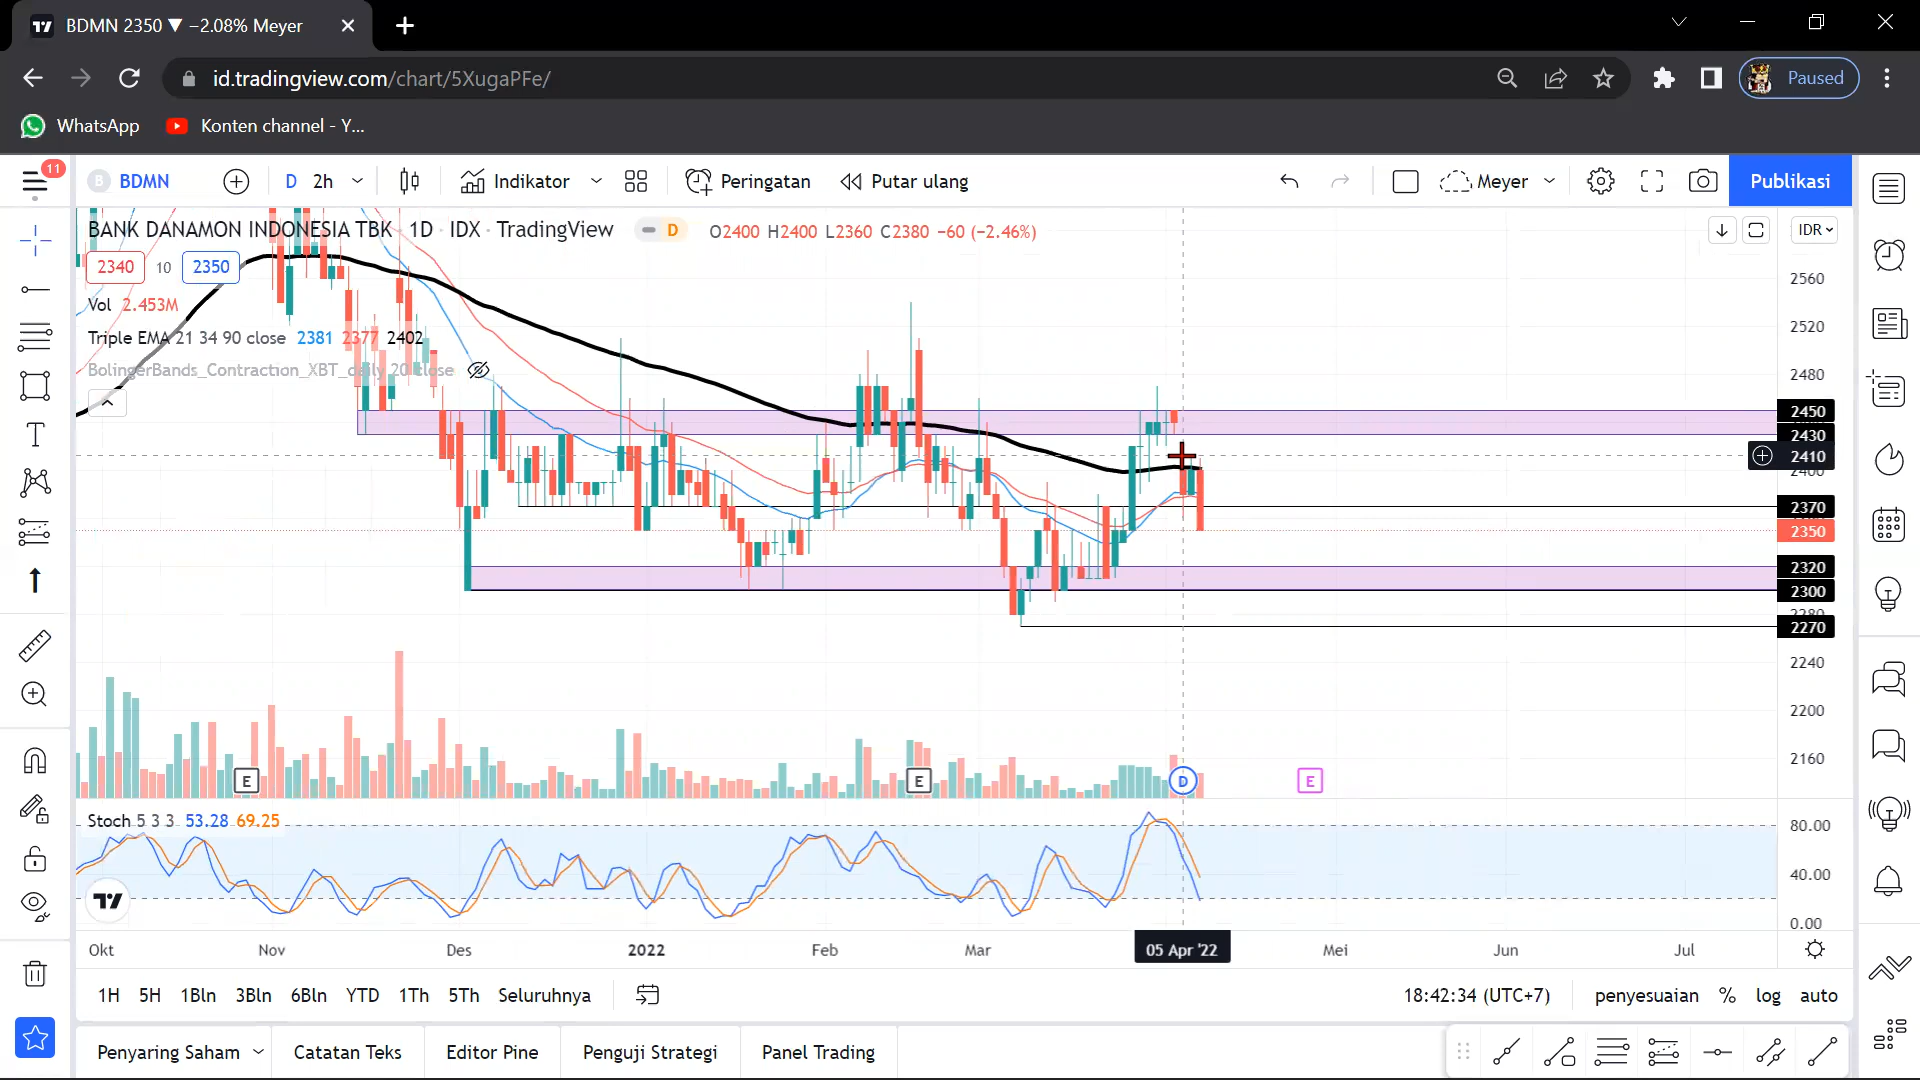 BDMN 2350 ▼ −2.08% Meyer
id.tradingview.com/chart/5XugaPFe/
Paused
WhatsApp
Konten channel - Y...
11
B BDMN
D 2h
Indikator
Peringatan
Putar ulang
Meyer
Publikasi
BANK DANAMON INDONESIA TBK · 1D · IDX · TradingView
D
O2400 H2400 L2360 C2380 −60 (−2.46%)
IDR
2340 10 2350
Vol 2.453M
Triple EMA 21 34 90 close 2381 2377 2402
BolingerBands_Contraction_XBT_daily 20 close
2560
2520
2480
2450
2430
2410
2400
2370
2350
2320
2300
2280
2270
2240
2200
2160
E
E
D
E
Stoch 5 3 3 53.28 69.25
80.00
40.00
0.00
Okt Nov Des 2022 Feb Mar 05 Apr '22 Mei Jun Jul
1H 5H 1Bln 3Bln 6Bln YTD 1Th 5Th Seluruhnya
18:42:34 (UTC+7) penyesuaian % log auto
Penyaring Saham Catatan Teks Editor Pine Penguji Strategi Panel Trading